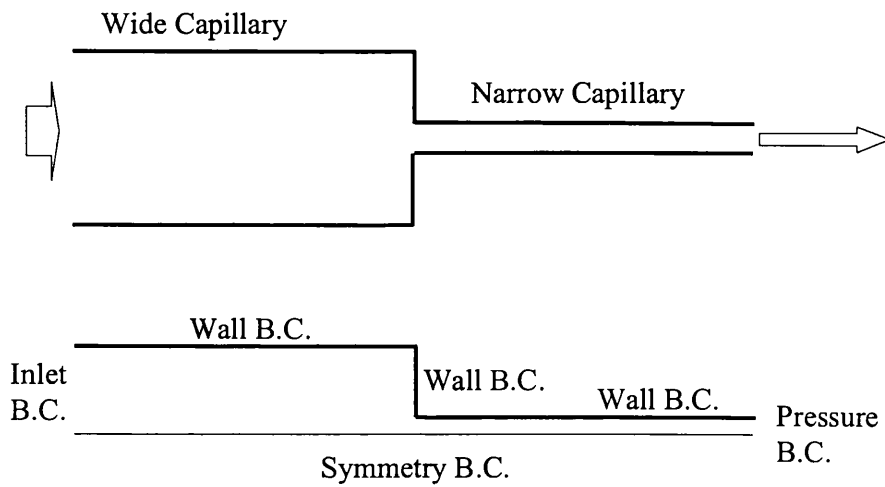 Wide Capillary
Narrow Capillary
Wall B.C.
Inlet
B.C.
Wall B.C.
Wall B.C.
Pressure
B.C.
Symmetry B.C.